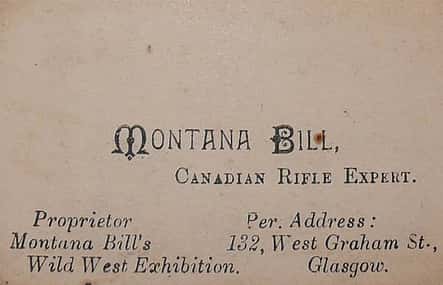 MONTANA BILL,
CANADIAN RIFLE EXPERT.
Proprietor
Montana Bill's
Wild West Exhibition.
Per. Address:
132, West Graham St.,
Glasgow.